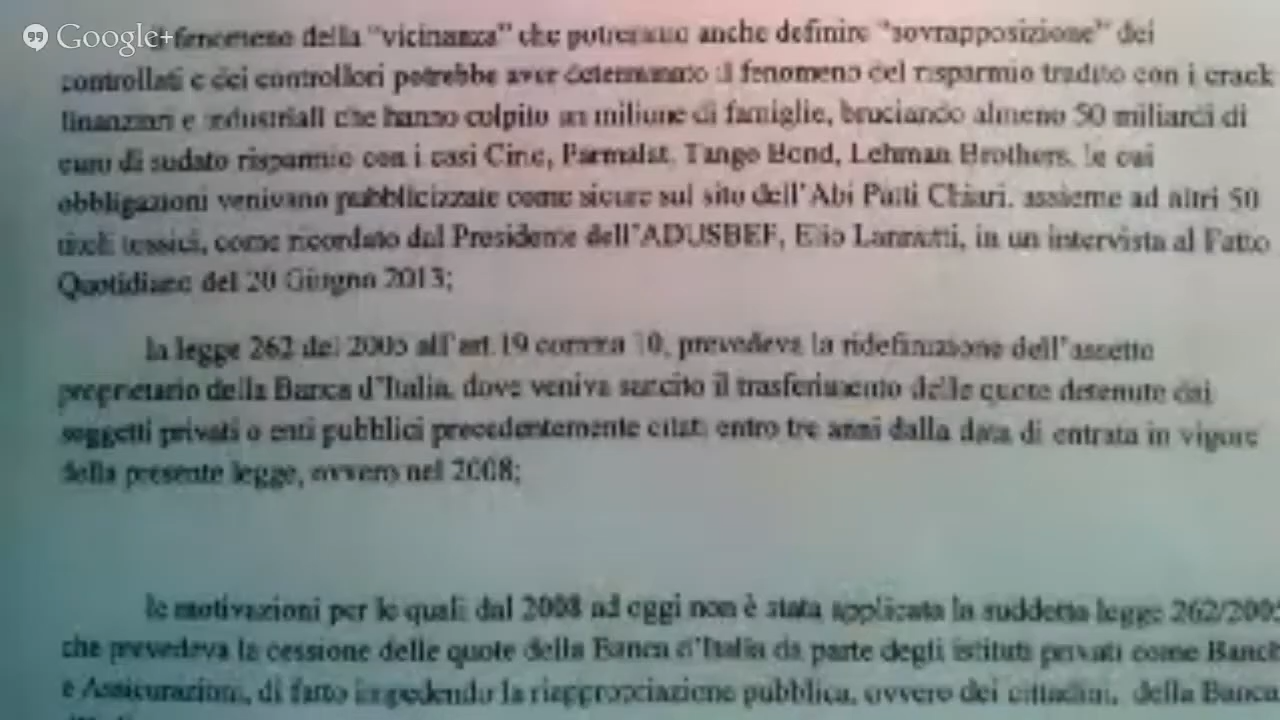 Google+
fenomeno della "vicinanza" che potremmo anche definire "sovrapposizione" dei
controllati e dei controllori potrebbe aver determinato il fenomeno del risparmio tradito con i crack
finanziari e industriali che hanno colpito un milione di famiglie, bruciando almeno 50 miliardi di
euro di sudato risparmio con i casi Cirio, Parmalat, Tango Bond, Lehman Brothers, le cui
obbligazioni venivano pubblicizzate come sicure sul sito dell'Abi Patti Chiari, assieme ad altri 50
titoli tossici, come ricordato dal Presidente dell'ADUSBEF, Elio Lannutti, in un intervista al Fatto
Quotidiano del 20 Giugno 2013;
la legge 262 del 2005 all'art.19 comma 10, prevedeva la ridefinizione dell'assetto
proprietario della Banca d'Italia, dove veniva sancito il trasferimento delle quote detenute dai
soggetti privati o enti pubblici precedentemente citati entro tre anni dalla data di entrata in vigore
della presente legge, ovvero nel 2008;
le motivazioni per le quali dal 2008 ad oggi non è stata applicata la suddetta legge 262/200
che prevedeva la cessione delle quote della Banca d'Italia da parte degli istituti privati come Banch
e Assicurazioni, di fatto impedendo la riappropriazione pubblica, ovvero dei cittadini, della Banca